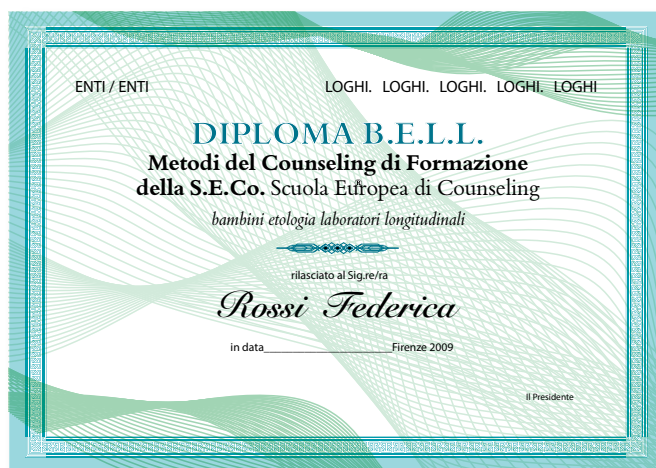 ENTI / ENTI LOGHI. LOGHI. LOGHI. LOGHI. LOGHI
DIPLOMA B.E.L.L.
Metodi del Counseling di Formazione
della S.E.Co. Scuola Europea di Counseling
®
bambini etologia laboratori longitudinali
rilasciato al Sig.re/ra
Rossi Federica
in data_______________________Firenze 2009
Il Presidente